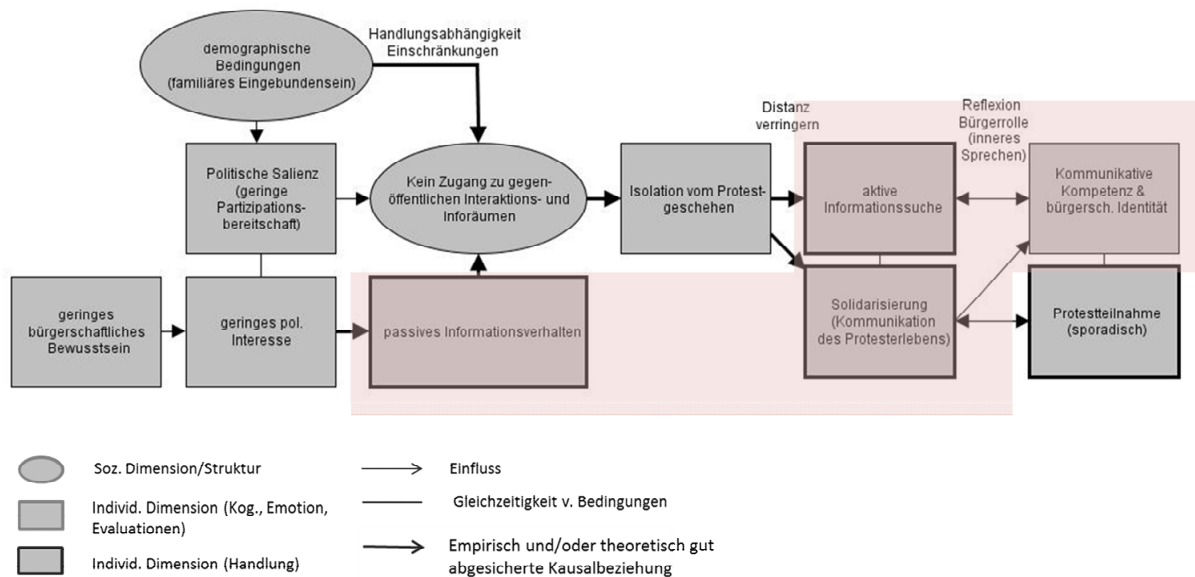 Handlungsabhängigkeit
Einschränkungen
demographische
Bedingungen
(familiäres Eingebundensein)
Distanz
verringern
Reflexion
Bürgerrolle
(inneres
Sprechen)
Politische Salienz
(geringe
Partizipations-
bereitschaft)
Kein Zugang zu gegen-
öffentlichen Interaktions- und
Inforäumen
Isolation vom Protest-
geschehen
aktive
Informationssuche
Kommunikative
Kompetenz &
bürgersch. Identität
geringes
bürgerschaftliches
Bewusstsein
geringes pol.
Interesse
passives Informationsverhalten
Solidarisierung
(Kommunikation
des Protesterlebens)
Protestteilnahme
(sporadisch)
Soz. Dimension/Struktur
Individ. Dimension (Kog., Emotion,
Evaluationen)
Individ. Dimension (Handlung)
Einfluss
Gleichzeitigkeit v. Bedingungen
Empirisch und/oder theoretisch gut
abgesicherte Kausalbeziehung